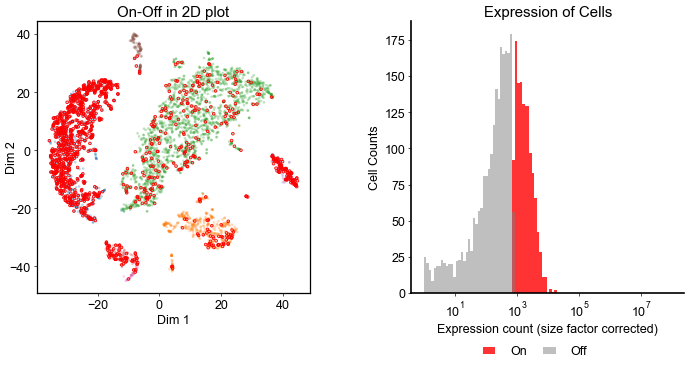 On-Off in 2D plot
40
20
0
−20
−40
Dim 2
−20 0 20 40
Dim 1
Expression of Cells
175
150
125
100
75
50
25
0
Cell Counts
10^1 10^3 10^5 10^7
Expression count (size factor corrected)
On Off